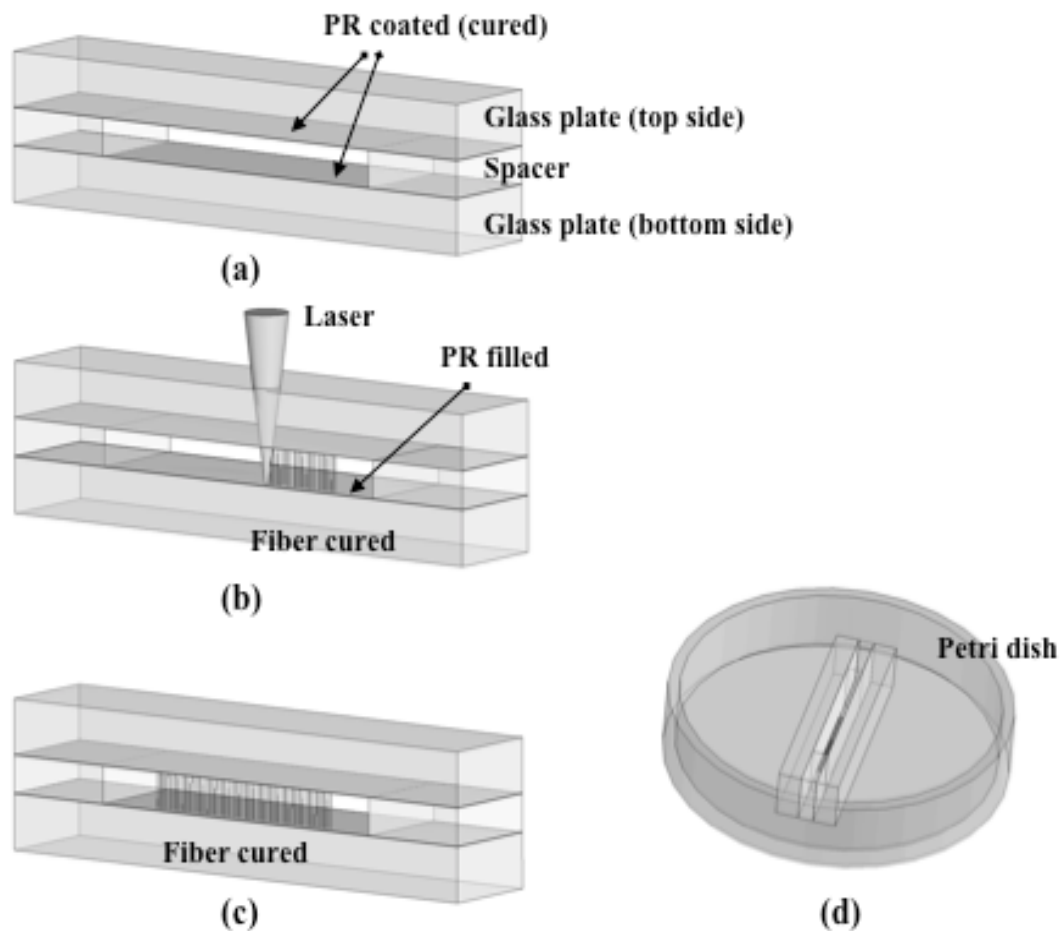 PR coated (cured)
Glass plate (top side)
Spacer
Glass plate (bottom side)
(a)
Laser
PR filled
Fiber cured
(b)
Fiber cured
(c)
Petri dish
(d)